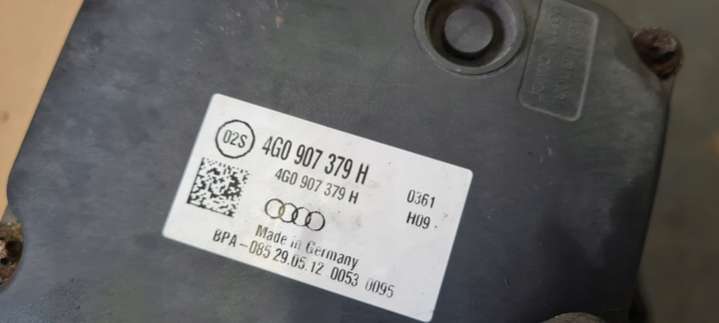 02S
4G0 907 379 H
4G0 907 379 H
0361
H09
Made in Germany
BPA-085 29.05.12 0053 0095